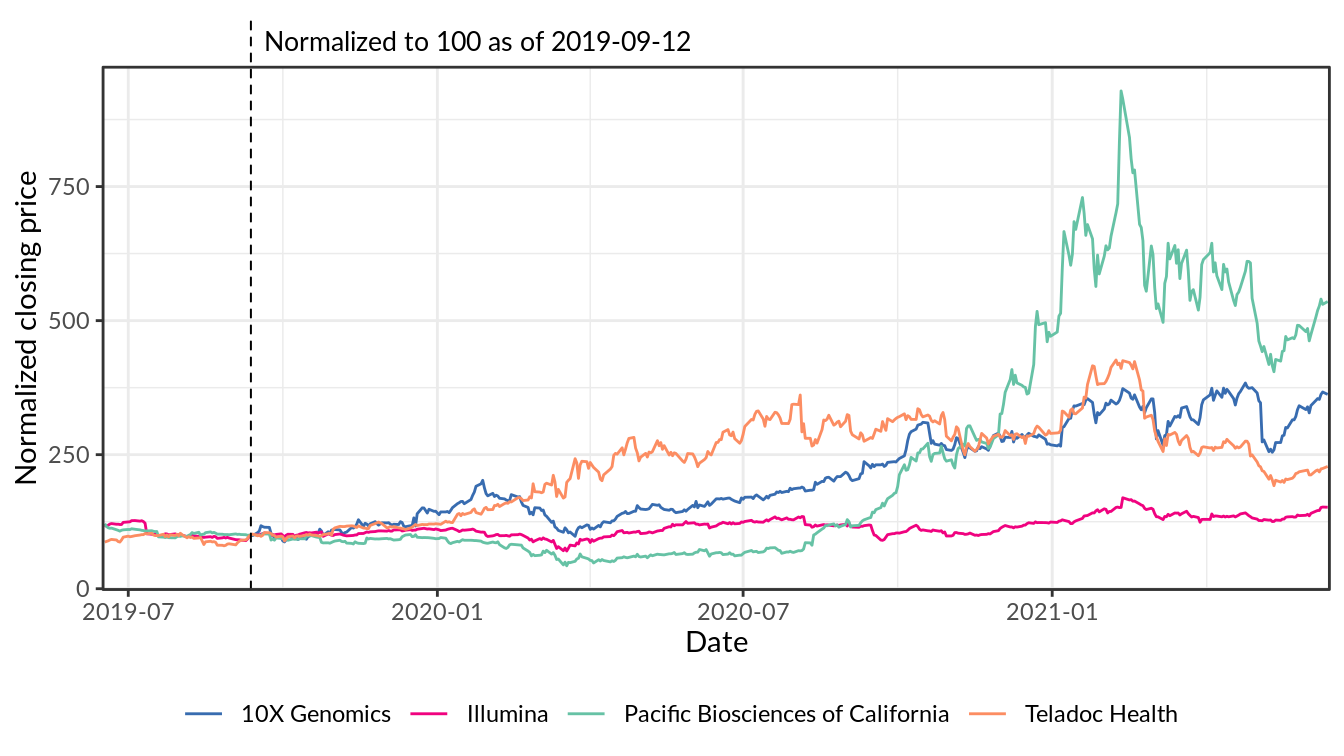 Normalized to 100 as of 2019-09-12
Normalized closing price
750
500
250
0
2019-07 2020-01 2020-07 2021-01
Date
10X Genomics Illumina Pacific Biosciences of California Teladoc Health